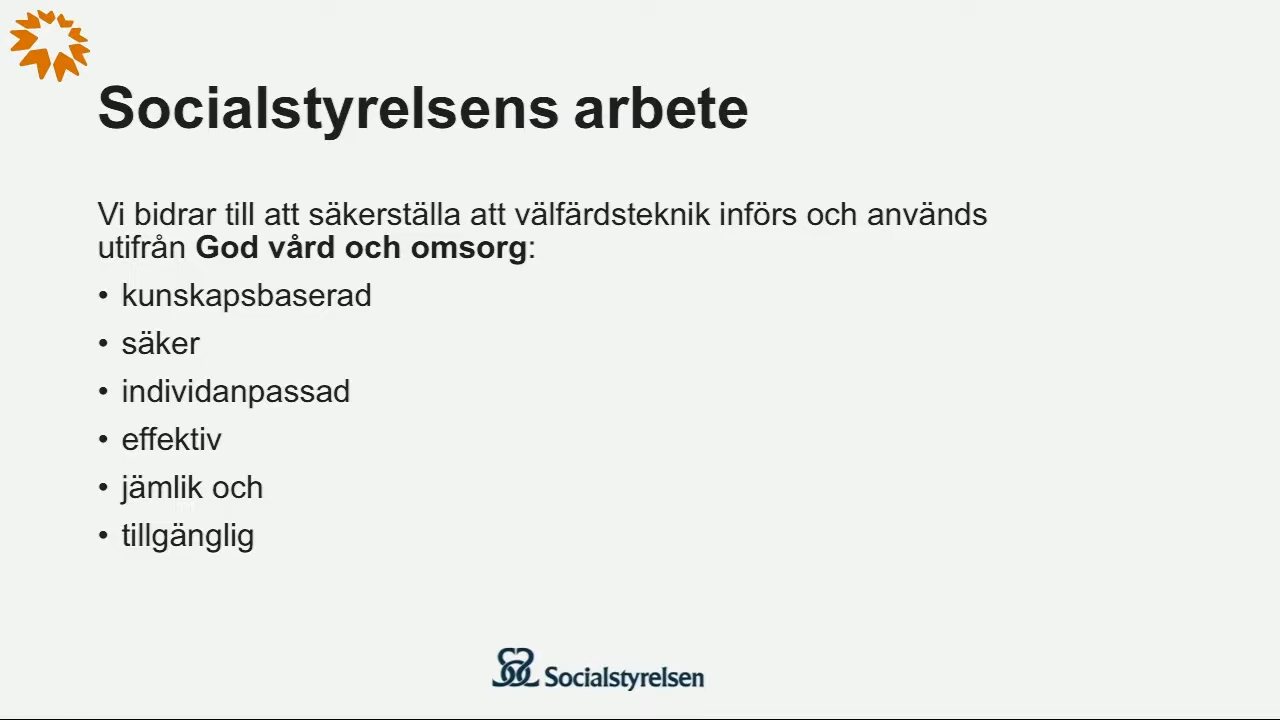 Socialstyrelsens arbete
Vi bidrar till att säkerställa att välfärdsteknik införs och används
utifrån God vård och omsorg:
• kunskapsbaserad
• säker
• individanpassad
• effektiv
• jämlik och
• tillgänglig
Socialstyrelsen